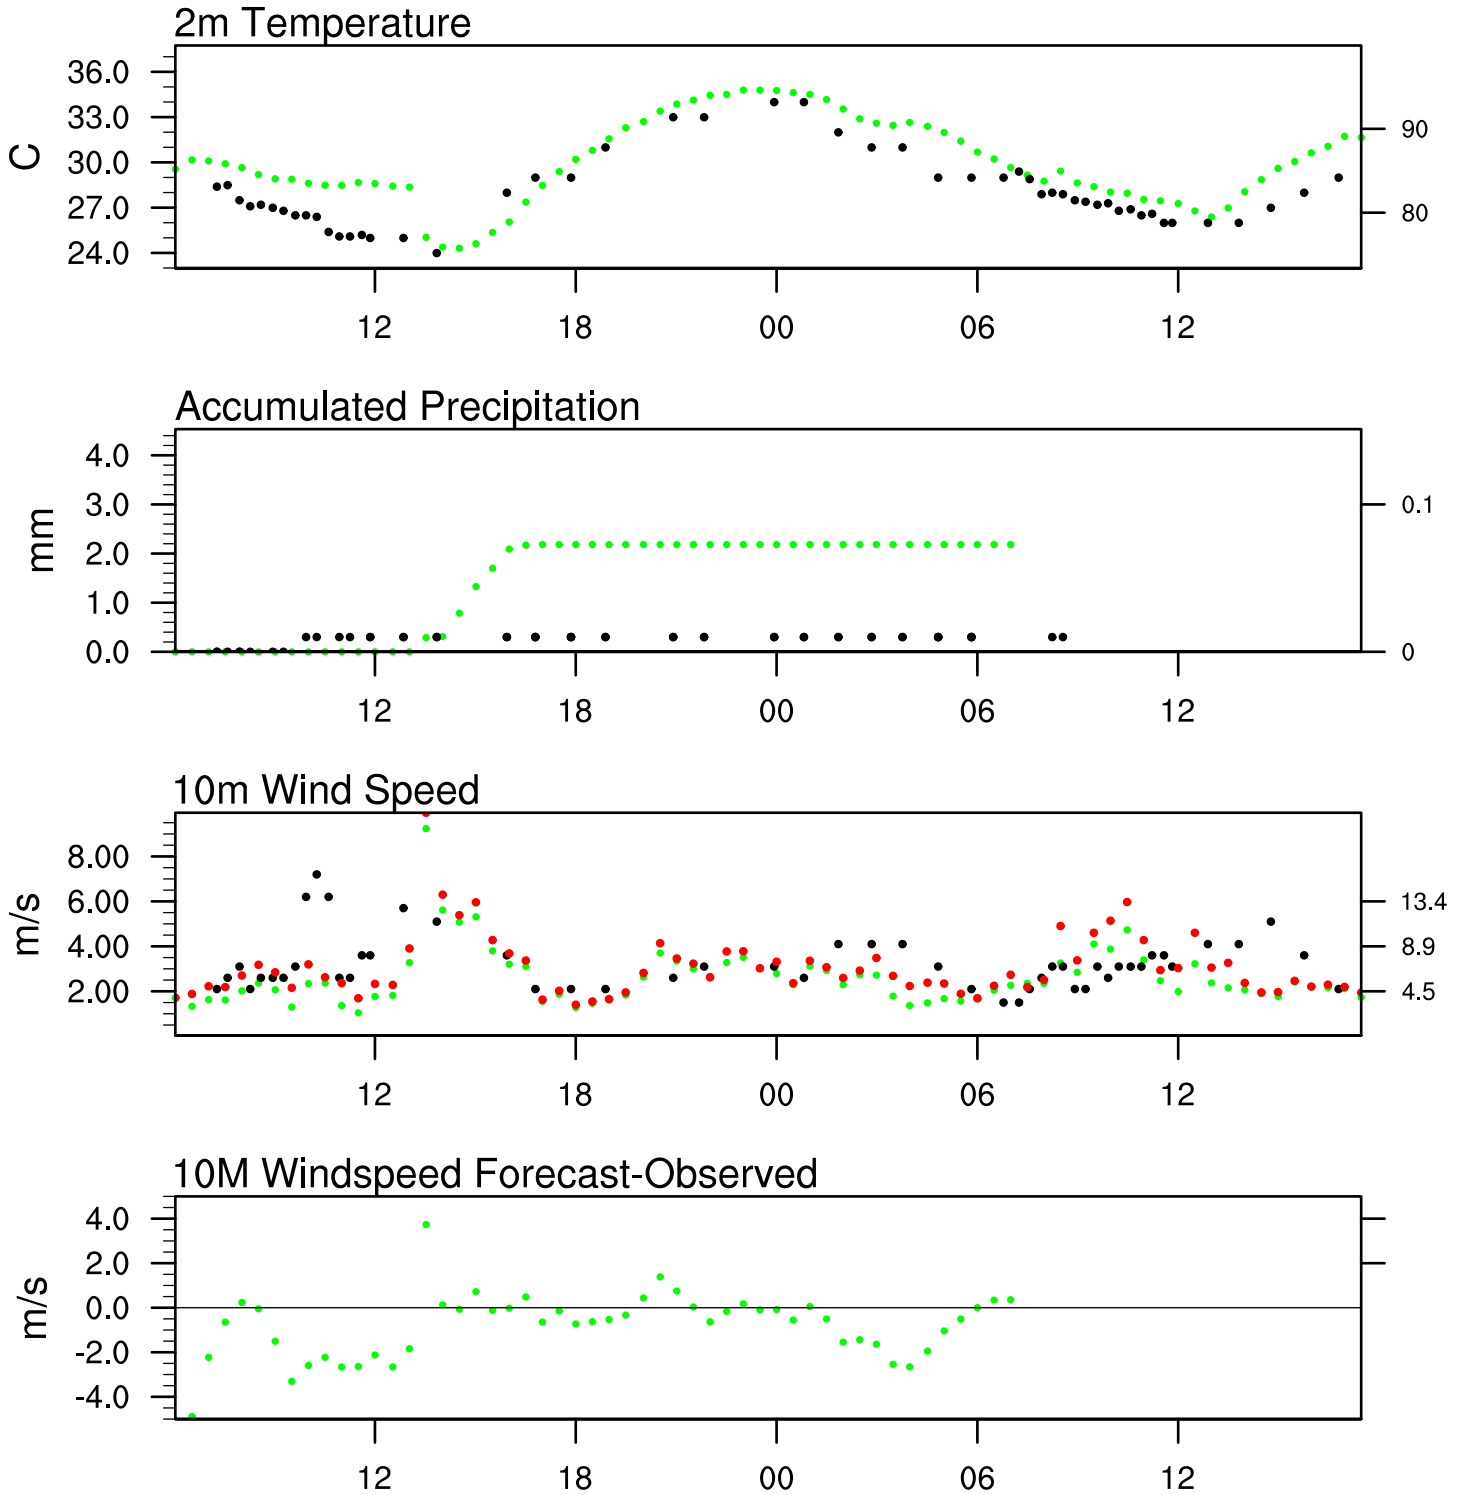 2m Temperature
36.0
33.0
30.0
27.0
24.0
C
90
80
12 18 00 06 12
Accumulated Precipitation
4.0
3.0
2.0
1.0
0.0
mm
0.1
0
12 18 00 06 12
10m Wind Speed
8.00
6.00
4.00
2.00
m/s
13.4
8.9
4.5
12 18 00 06 12
10M Windspeed Forecast-Observed
4.0
2.0
0.0
-2.0
-4.0
m/s
12 18 00 06 12